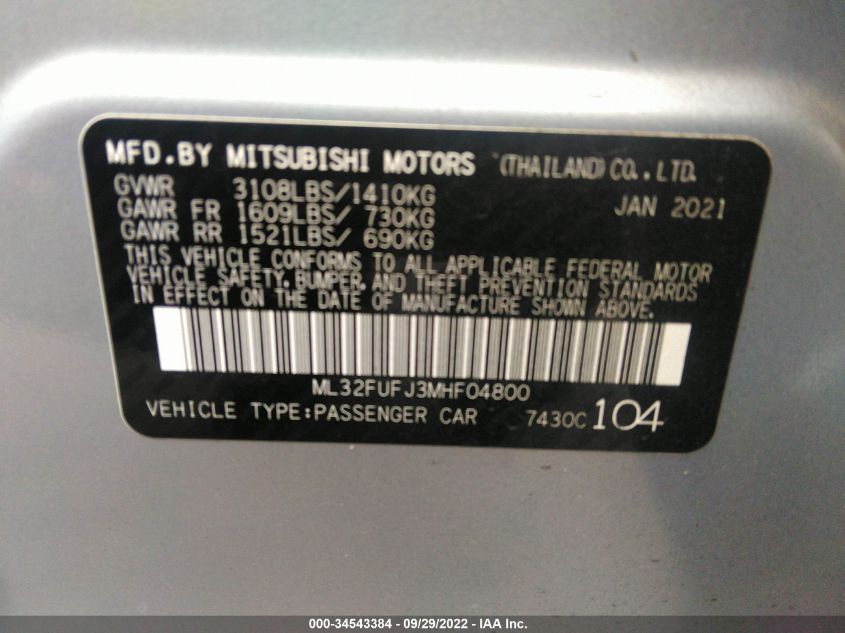 MFD.BY MITSUBISHI MOTORS (THAILAND) CO.,LTD.
GVWR 3108LBS/1410KG JAN 2021
GAWR FR 1609LBS/ 730KG
GAWR RR 1521LBS/ 690KG
THIS VEHICLE CONFORMS TO ALL APPLICABLE FEDERAL MOTOR
VEHICLE SAFETY, BUMPER, AND THEFT PREVENTION STANDARDS
IN EFFECT ON THE DATE OF MANUFACTURE SHOWN ABOVE.
ML32FUFJ3MHF04800
VEHICLE TYPE:PASSENGER CAR 7430C 104
000-34543384 / 09/29/2022 - IAA Inc.